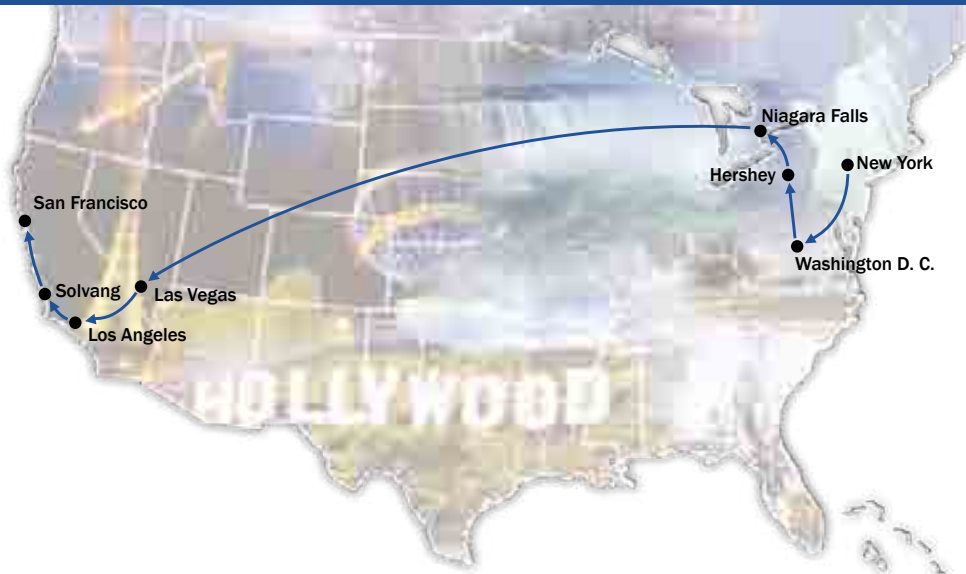 Niagara Falls
New York
Hershey
San Francisco
Washington D. C.
Solvang
Las Vegas
Los Angeles
HOLLYWOOD